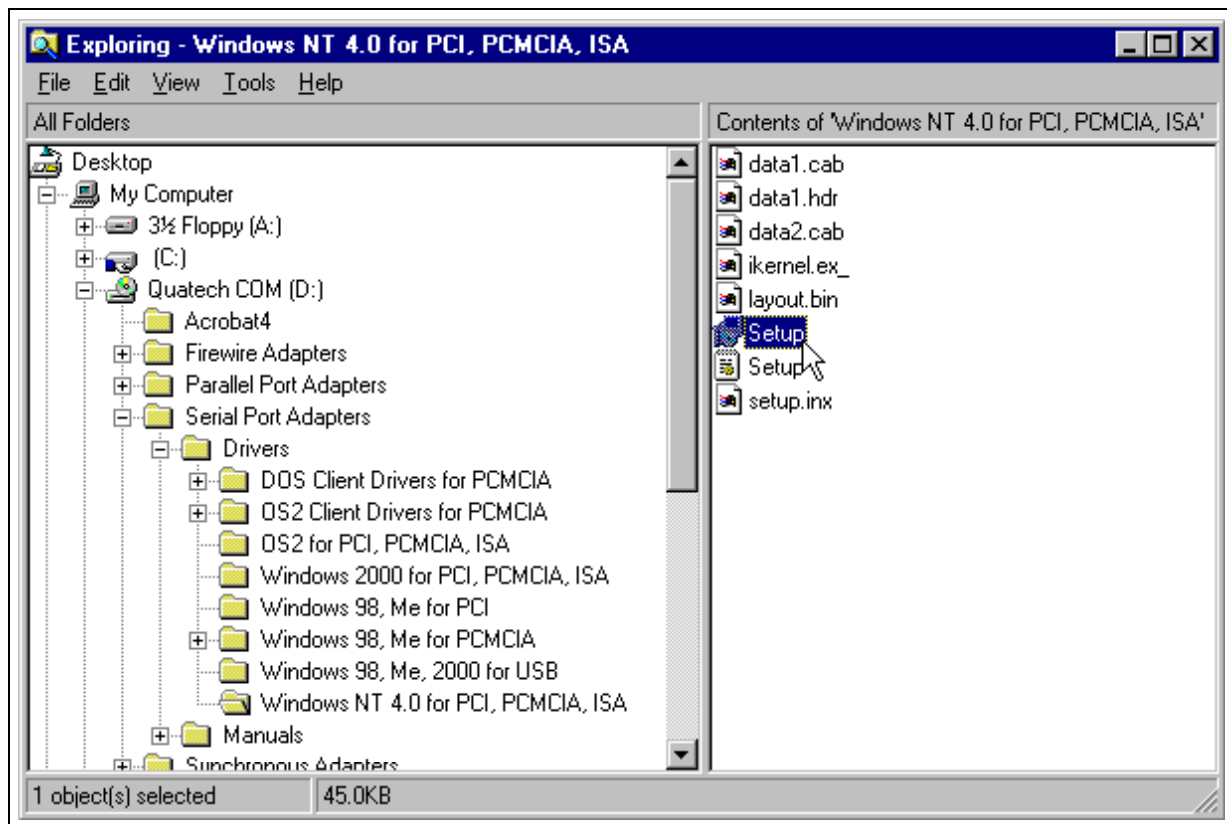 Exploring - Windows NT 4.0 for PCI, PCMCIA, ISA
File Edit View Tools Help
All Folders
Contents of 'Windows NT 4.0 for PCI, PCMCIA, ISA'
Desktop
My Computer
3½ Floppy (A:)
(C:)
Quatech COM (D:)
Acrobat4
Firewire Adapters
Parallel Port Adapters
Serial Port Adapters
Drivers
DOS Client Drivers for PCMCIA
OS2 Client Drivers for PCMCIA
OS2 for PCI, PCMCIA, ISA
Windows 2000 for PCI, PCMCIA, ISA
Windows 98, Me for PCI
Windows 98, Me for PCMCIA
Windows 98, Me, 2000 for USB
Windows NT 4.0 for PCI, PCMCIA, ISA
Manuals
Synchronous Adapters
data1.cab
data1.hdr
data2.cab
ikernel.ex_
layout.bin
Setup
Setup
setup.inx
1 object(s) selected
45.0KB